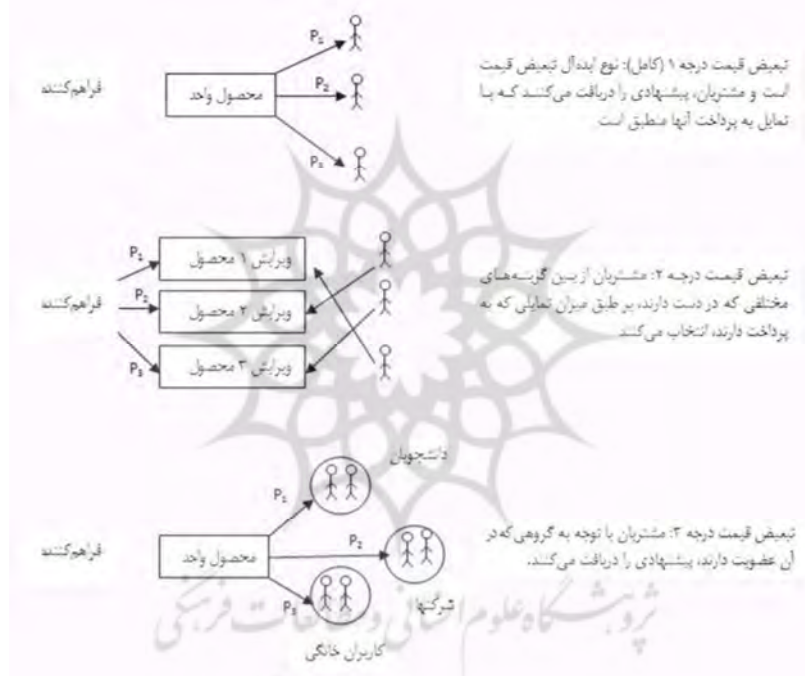 تبعیض قیمت درجه ۱ (کامل): نوع ایده‌آل تبعیض قیمت
است و مشتریان، پیشنهادی را دریافت می‌کنند که با
تمایل به پرداخت آنها منطبق است
P₁
P₂
P₂
محصول واحد
فراهم‌کننده
تبعیض قیمت درجه ۲: مشتریان از بین گزینه‌های
مختلفی که در دست دارند، بر طبق میزان تمایلی که به
پرداخت دارند، انتخاب می‌کنند
P₁
ویرایش ۱ محصول
P₂
ویرایش ۲ محصول
فراهم‌کننده
P₃
ویرایش ۳ محصول
تبعیض قیمت درجه ۳: مشتریان با توجه به گروهی که در
آن عضویت دارند، پیشنهادی را دریافت می‌کنند.
دانشجویان
P₁
P₂
محصول واحد
فراهم‌کننده
P₃
شرکتها
کاربران خانگی
پژوهشگاه علوم انسانی و مطالعات فرهنگی